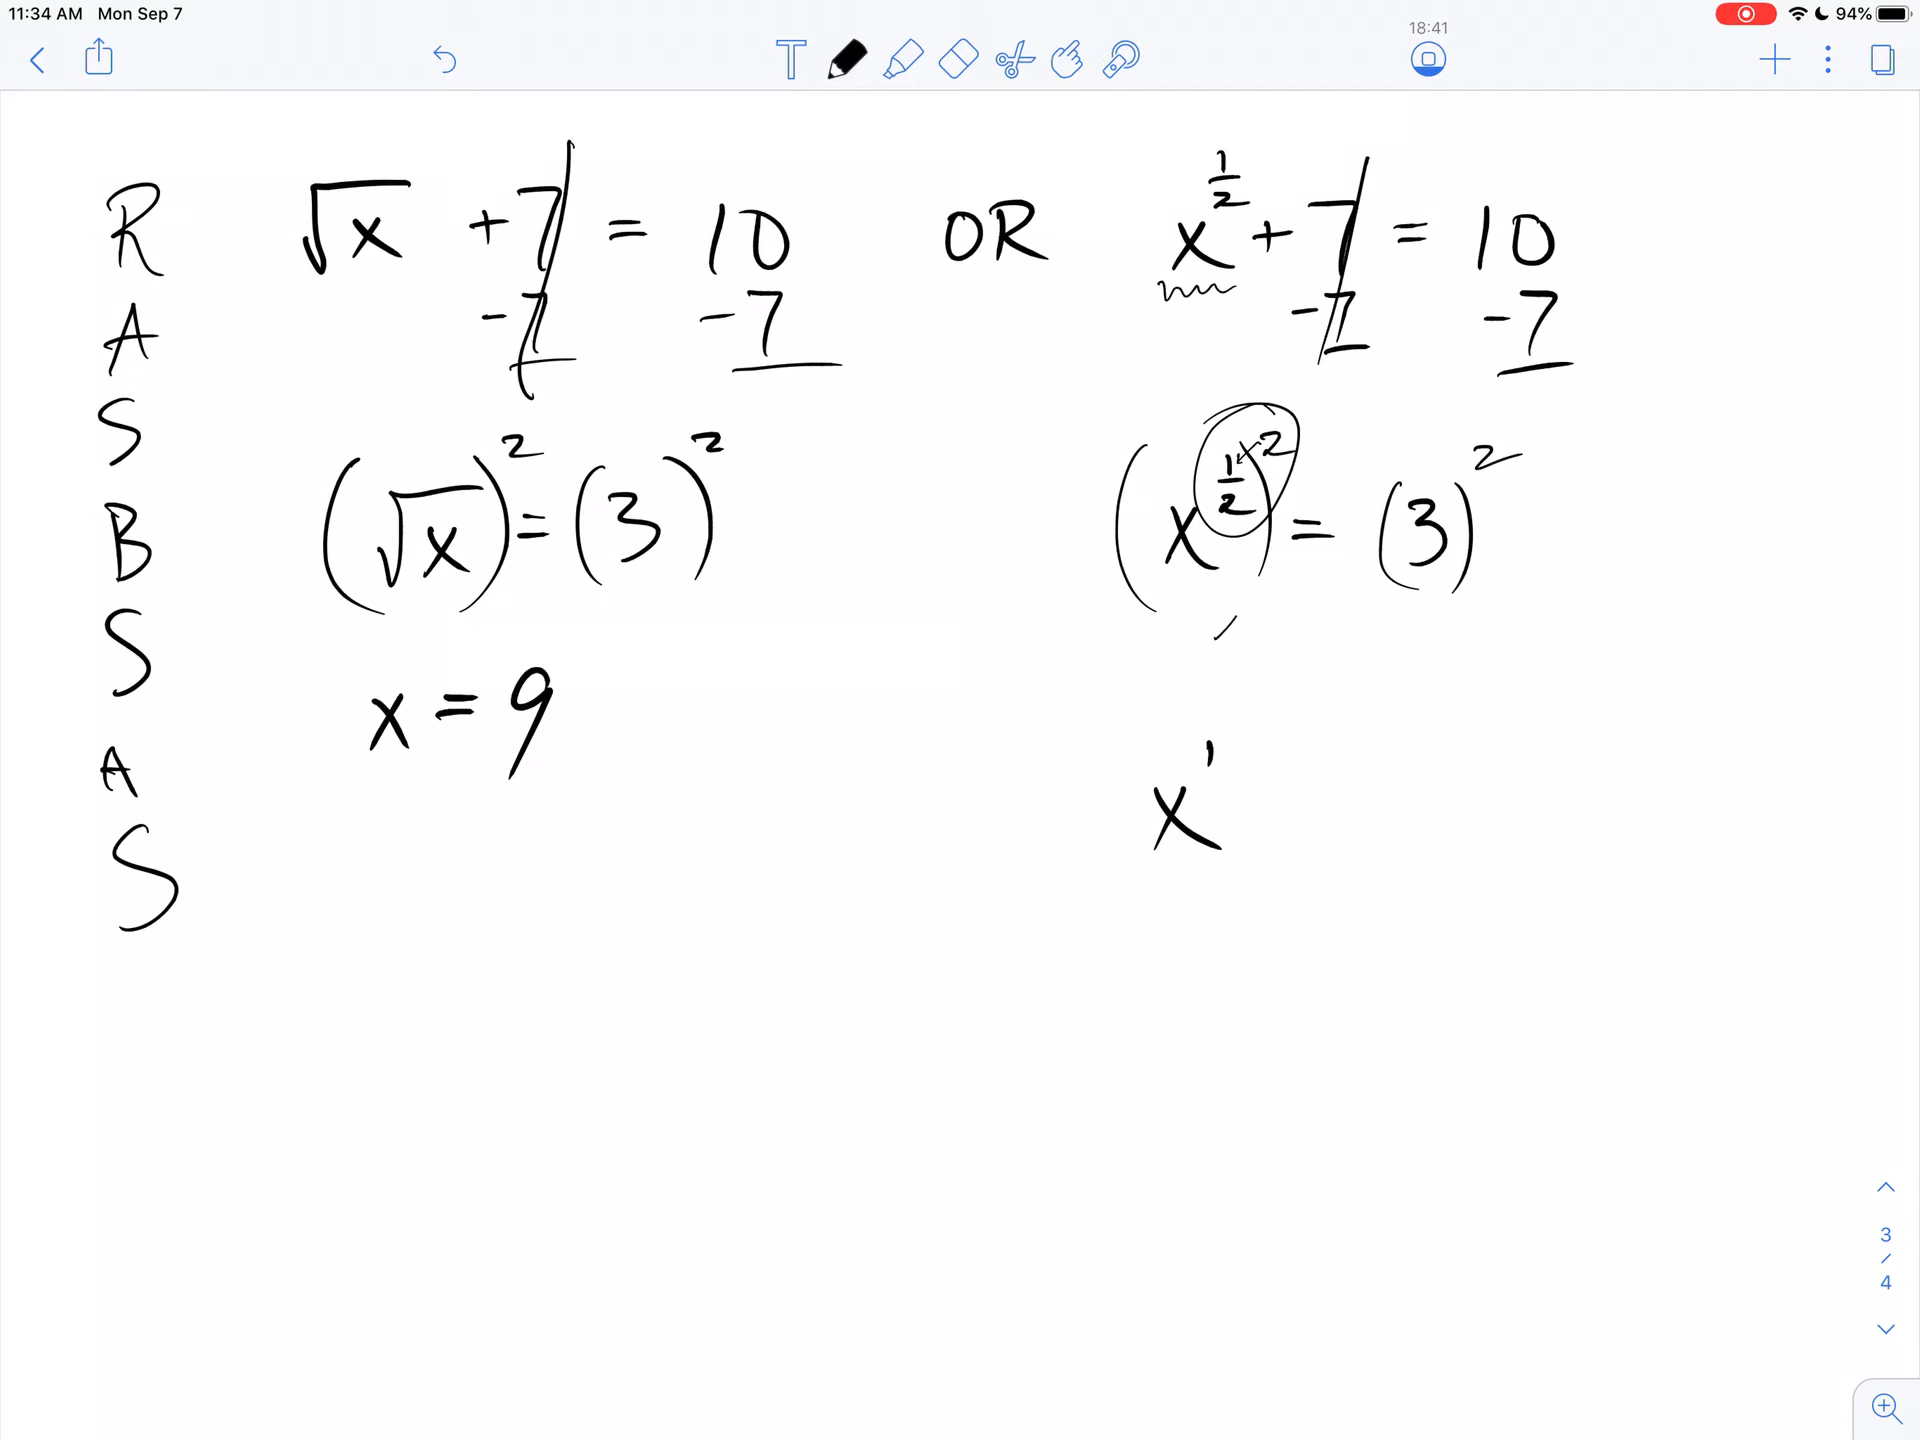 11:34 AM Mon Sep 7
94%
18:41
R √x + 7 = 10 OR x^(1/2) + 7 = 10
A -7 -7 -7 -7
S
B (√x)^2 = (3)^2 (x^(1/2))^×2 = (3)^2
S
x = 9
A x^1
S
3
/
4